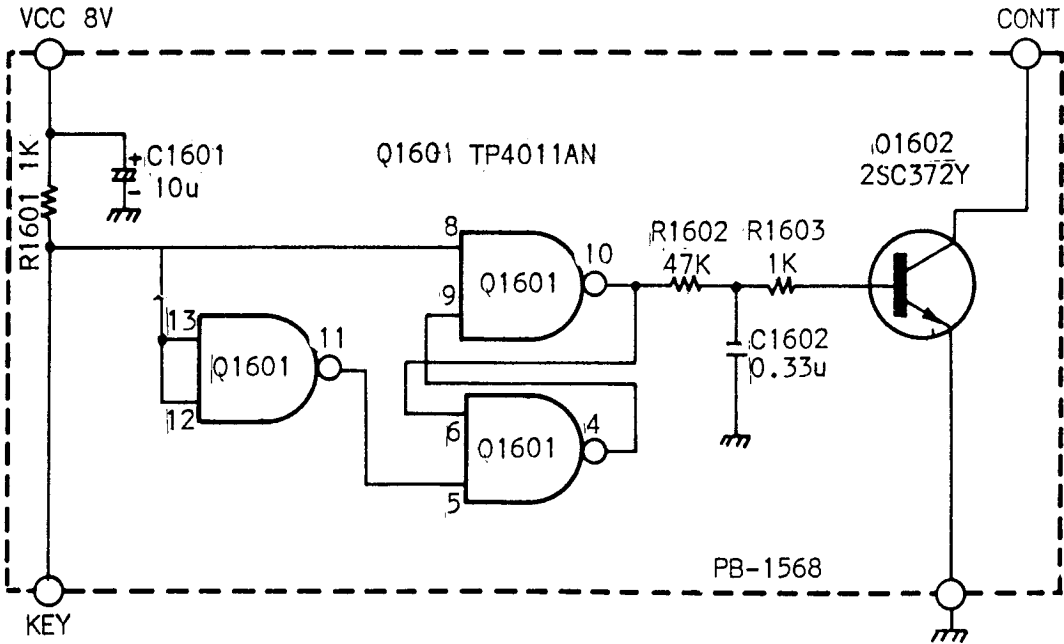 VCC 8V
CONT
R1601 1K
C1601
10u
Q1601 TP4011AN
Q1602
2SC372Y
8
9
10
Q1601
R1602
47K
R1603
1K
13
12
11
Q1601
C1602
0.33u
6
5
4
Q1601
PB-1568
KEY